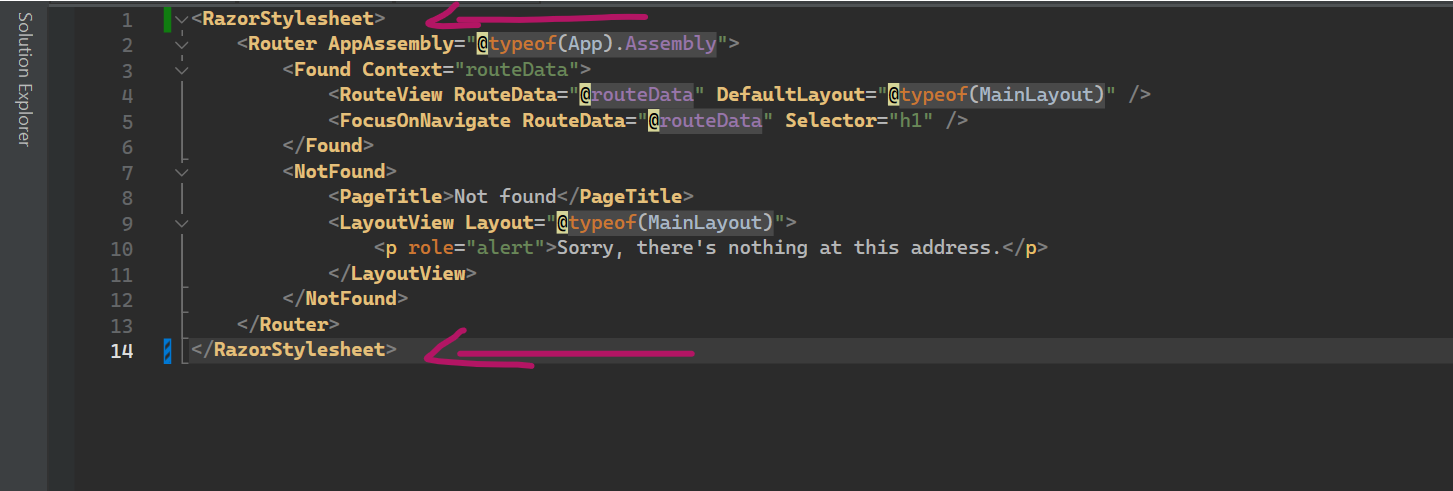 Solution Explorer
1 <RazorStylesheet>
2 <Router AppAssembly="@typeof(App).Assembly">
3 <Found Context="routeData">
4 <RouteView RouteData="@routeData" DefaultLayout="@typeof(MainLayout)" />
5 <FocusOnNavigate RouteData="@routeData" Selector="h1" />
6 </Found>
7 <NotFound>
8 <PageTitle>Not found</PageTitle>
9 <LayoutView Layout="@typeof(MainLayout)">
10 <p role="alert">Sorry, there's nothing at this address.</p>
11 </LayoutView>
12 </NotFound>
13 </Router>
14 </RazorStylesheet>